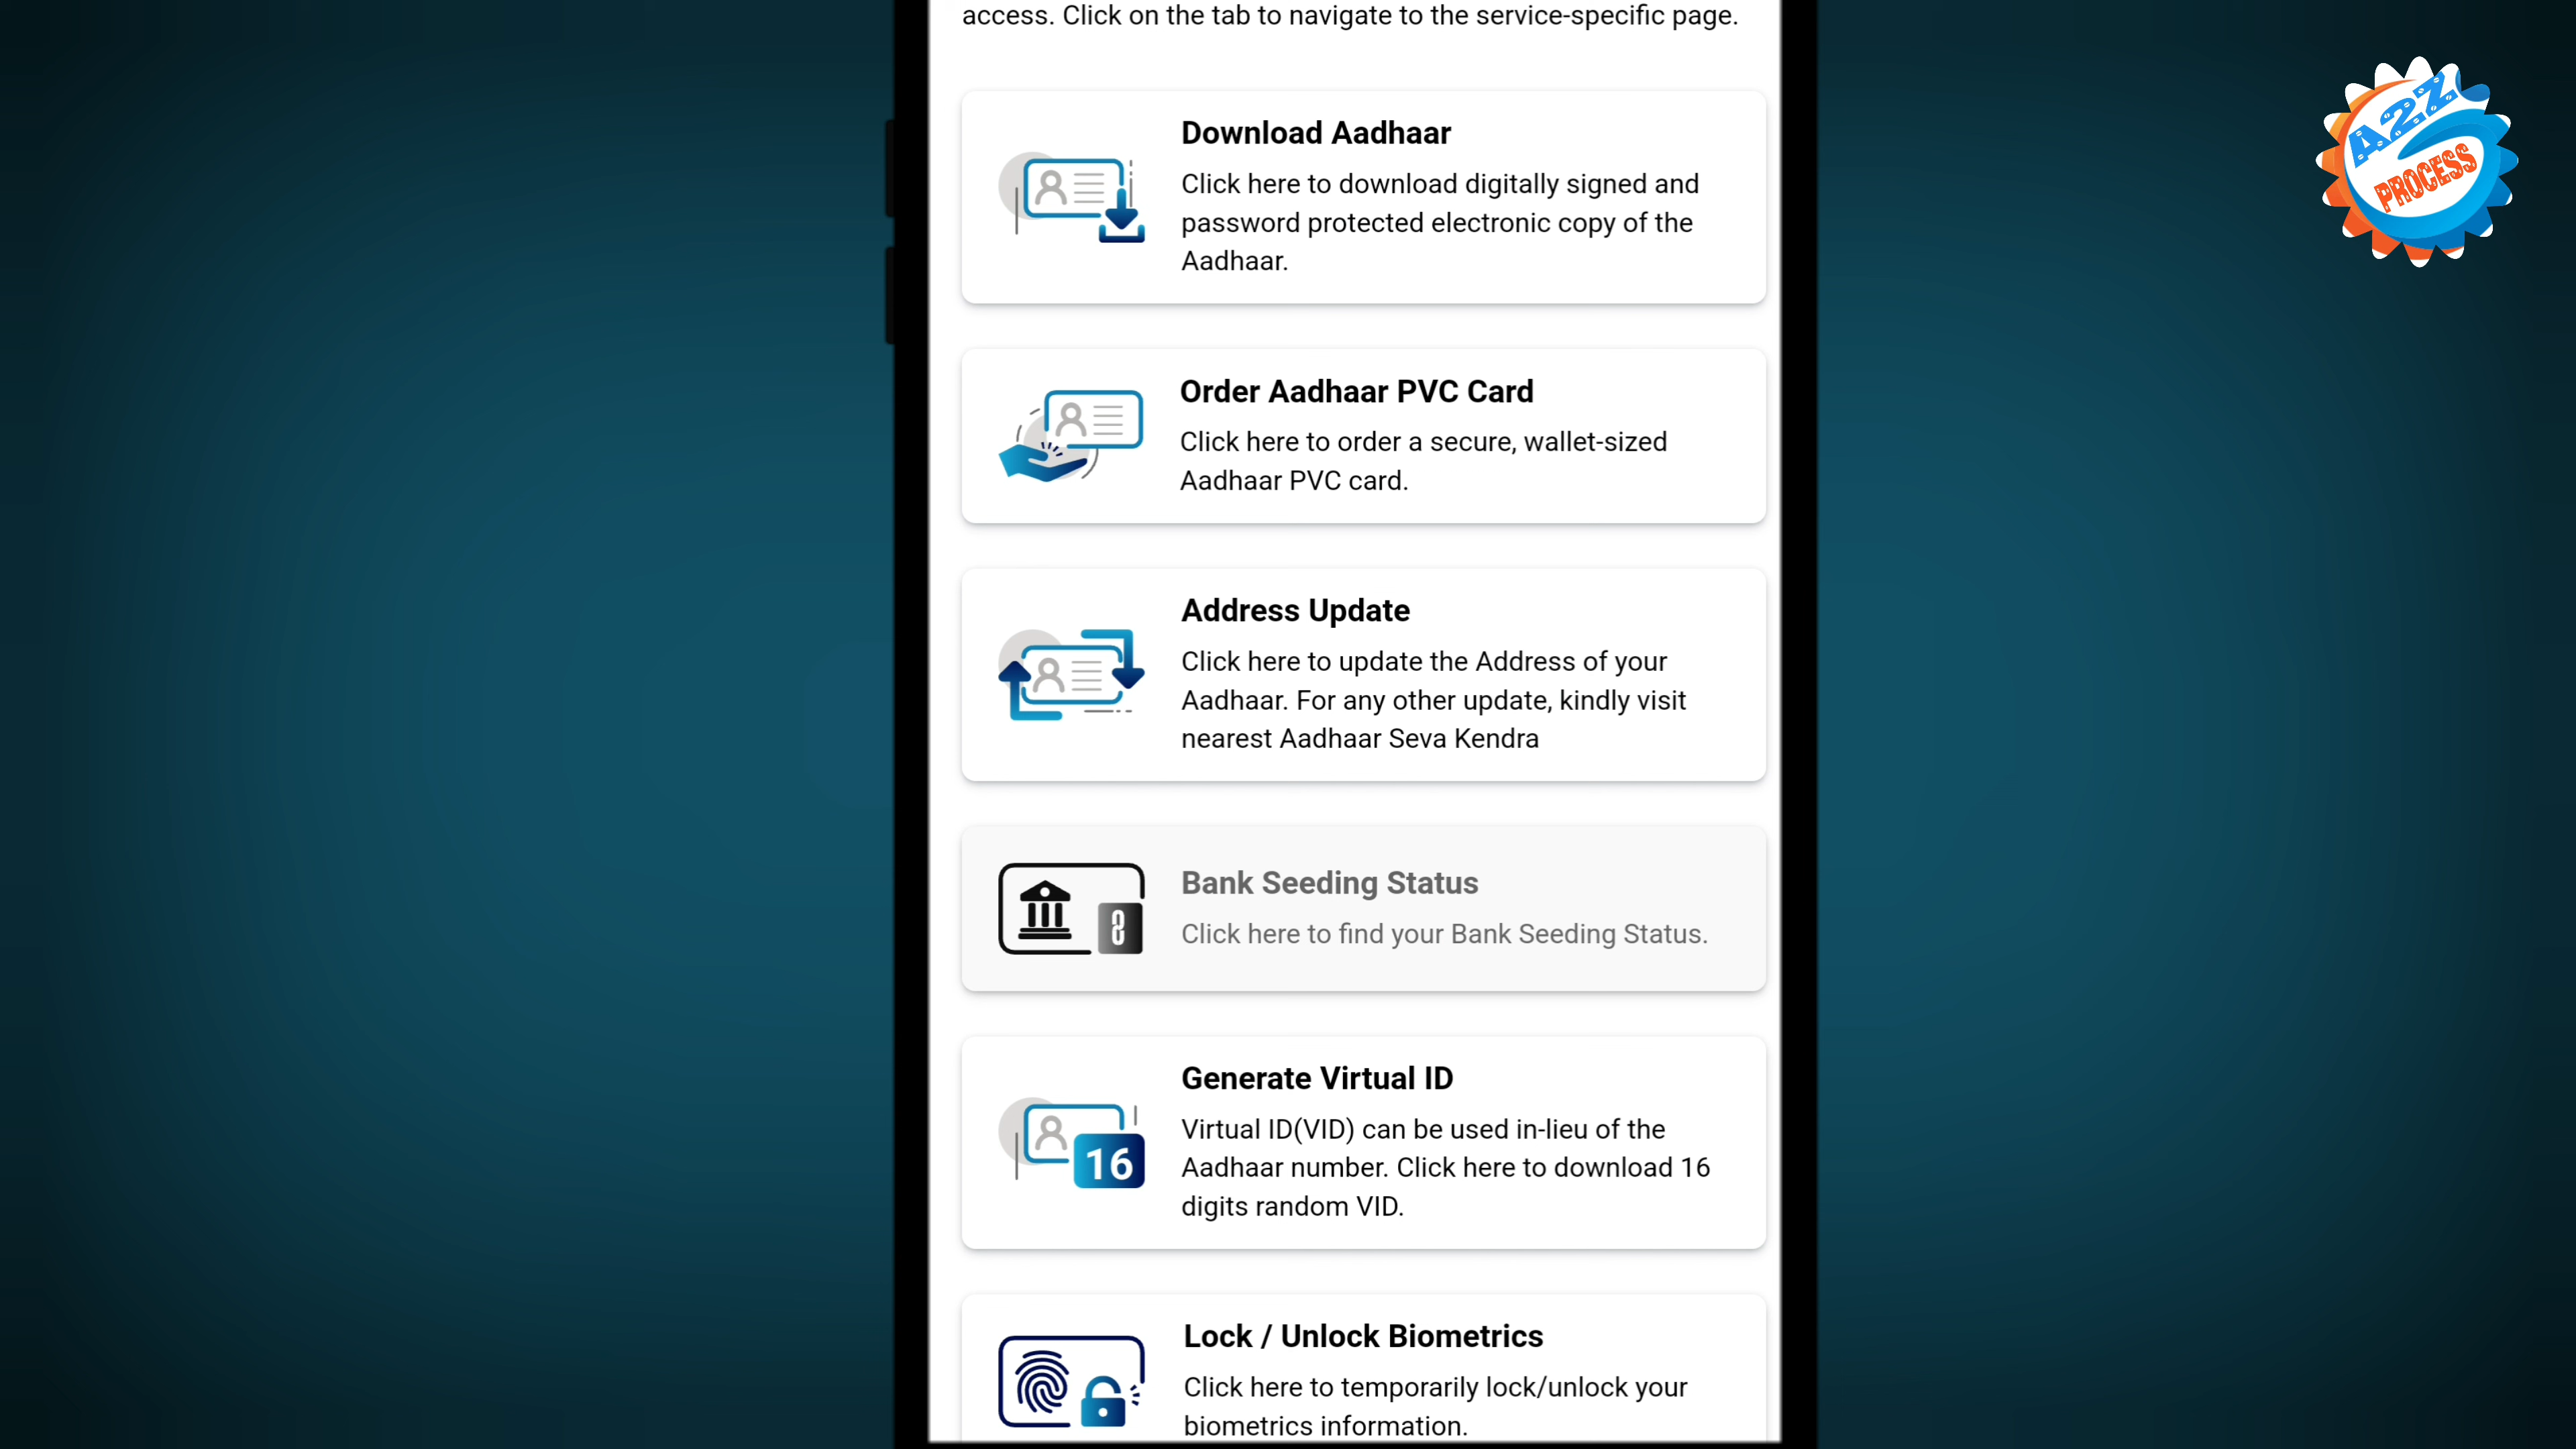 access. Click on the tab to navigate to the service-specific page.
A2Z
PROCESS
Download Aadhaar
Click here to download digitally signed and
password protected electronic copy of the
Aadhaar.
Order Aadhaar PVC Card
Click here to order a secure, wallet-sized
Aadhaar PVC card.
Address Update
Click here to update the Address of your
Aadhaar. For any other update, kindly visit
nearest Aadhaar Seva Kendra
Bank Seeding Status
Click here to find your Bank Seeding Status.
Generate Virtual ID
Virtual ID(VID) can be used in-lieu of the
Aadhaar number. Click here to download 16
digits random VID.
16
Lock / Unlock Biometrics
Click here to temporarily lock/unlock your
biometrics information.